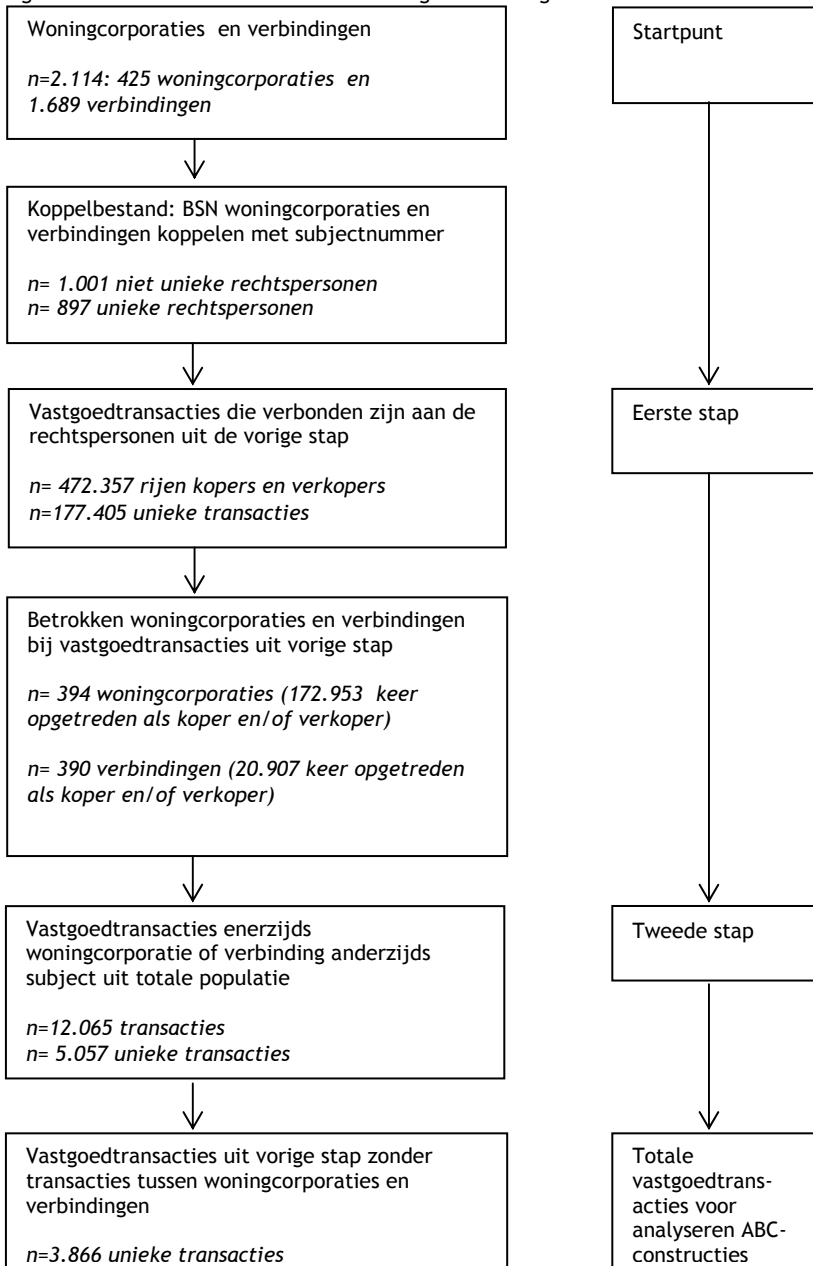 Woningcorporaties en verbindingen
n=2.114: 425 woningcorporaties en
1.689 verbindingen
Startpunt
Koppelbestand: BSN woningcorporaties en
verbindingen koppelen met subjectnummer
n= 1.001 niet unieke rechtspersonen
n= 897 unieke rechtspersonen
Vastgoedtransacties die verbonden zijn aan de
rechtspersonen uit de vorige stap
n= 472.357 rijen kopers en verkopers
n=177.405 unieke transacties
Eerste stap
Betrokken woningcorporaties en verbindingen
bij vastgoedtransacties uit vorige stap
n= 394 woningcorporaties (172.953 keer
opgetreden als koper en/of verkoper)
n= 390 verbindingen (20.907 keer opgetreden
als koper en/of verkoper)
Vastgoedtransacties enerzijds
woningcorporatie of verbinding anderzijds
subject uit totale populatie
n=12.065 transacties
n= 5.057 unieke transacties
Tweede stap
Vastgoedtransacties uit vorige stap zonder
transacties tussen woningcorporaties en
verbindingen
n=3.866 unieke transacties
Totale
vastgoedtrans-
acties voor
analyseren ABC-
constructies